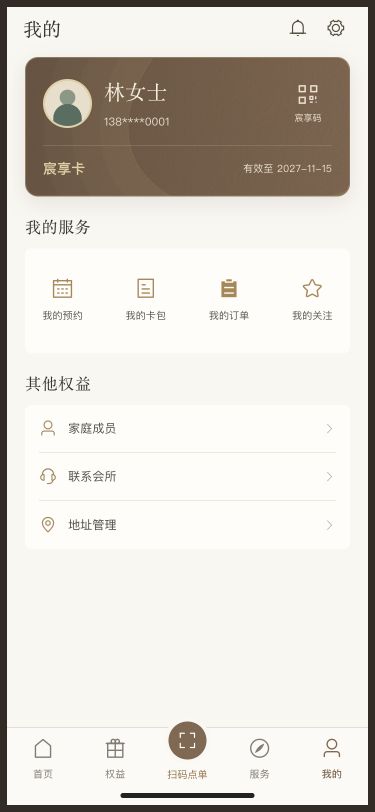 我的
林女士
138****0001
宸享码
宸享卡
有效至 2027-11-15
我的服务
我的预约
我的卡包
我的订单
我的关注
其他权益
家庭成员
联系会所
地址管理
首页
权益
扫码点单
服务
我的